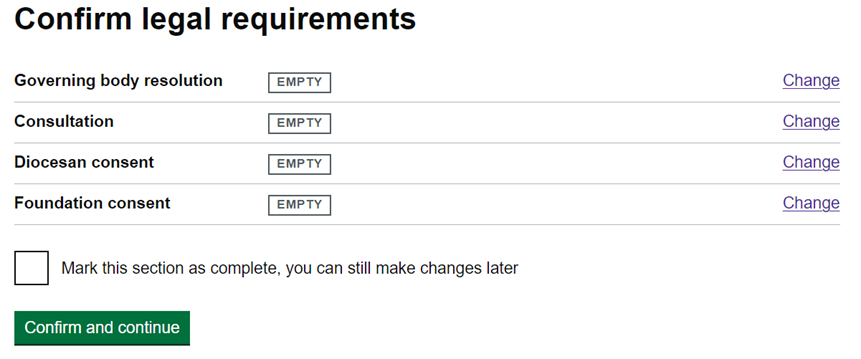 Confirm legal requirements
Governing body resolution EMPTY Change
Consultation EMPTY Change
Diocesan consent EMPTY Change
Foundation consent EMPTY Change
Mark this section as complete, you can still make changes later
Confirm and continue